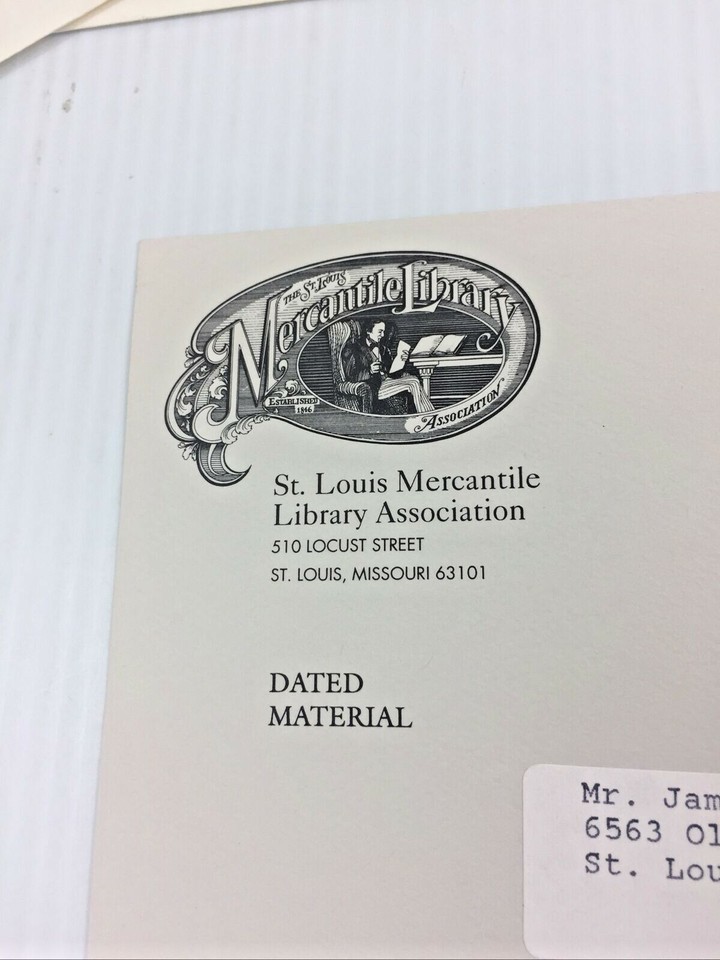 THE ST. LOUIS
Mercantile Library
ESTABLISHED
1846
ASSOCIATION
St. Louis Mercantile
Library Association
510 LOCUST STREET
ST. LOUIS, MISSOURI 63101
DATED
MATERIAL
Mr. Jam
6563 Ol
St. Lou